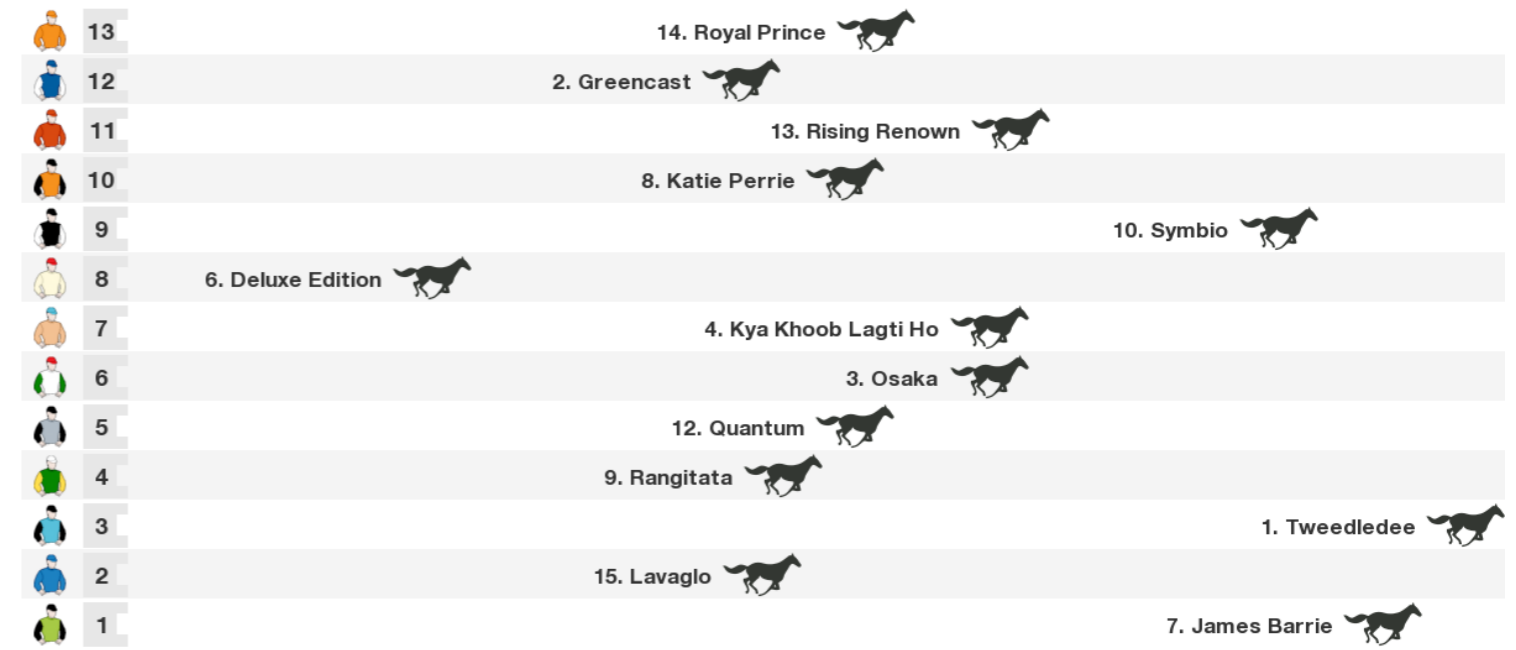 13 14. Royal Prince
12 2. Greencast
11 13. Rising Renown
10 8. Katie Perrie
9 10. Symbio
8 6. Deluxe Edition
7 4. Kya Khoob Lagti Ho
6 3. Osaka
5 12. Quantum
4 9. Rangitata
3 1. Tweedledee
2 15. Lavaglo
1 7. James Barrie